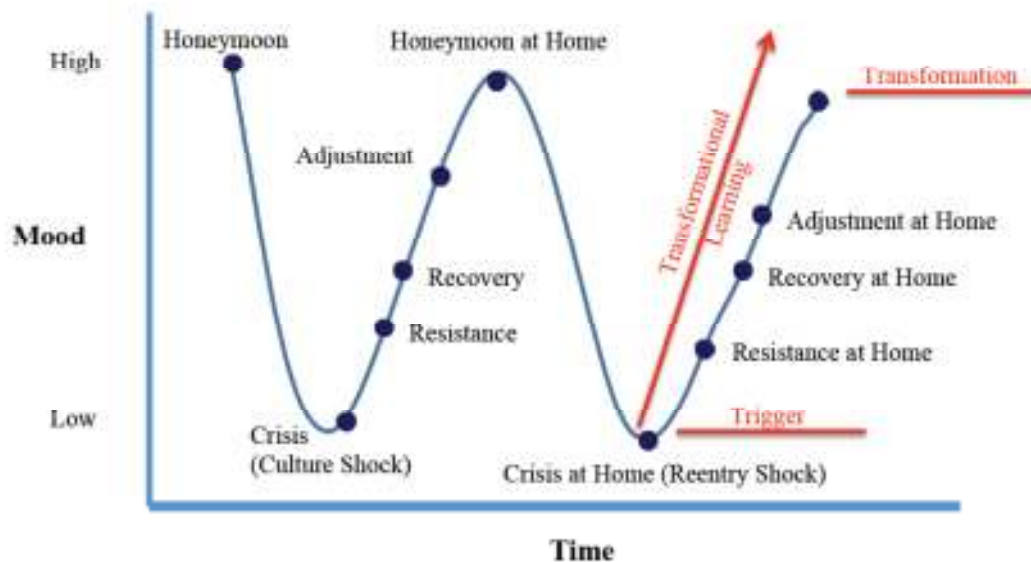 Honeymoon
Honeymoon at Home
High
Transformation
Transformational
Learning
Adjustment
Adjustment at Home
Mood
Recovery
Recovery at Home
Resistance
Resistance at Home
Low
Trigger
Crisis
(Culture Shock)
Crisis at Home (Reentry Shock)
Time